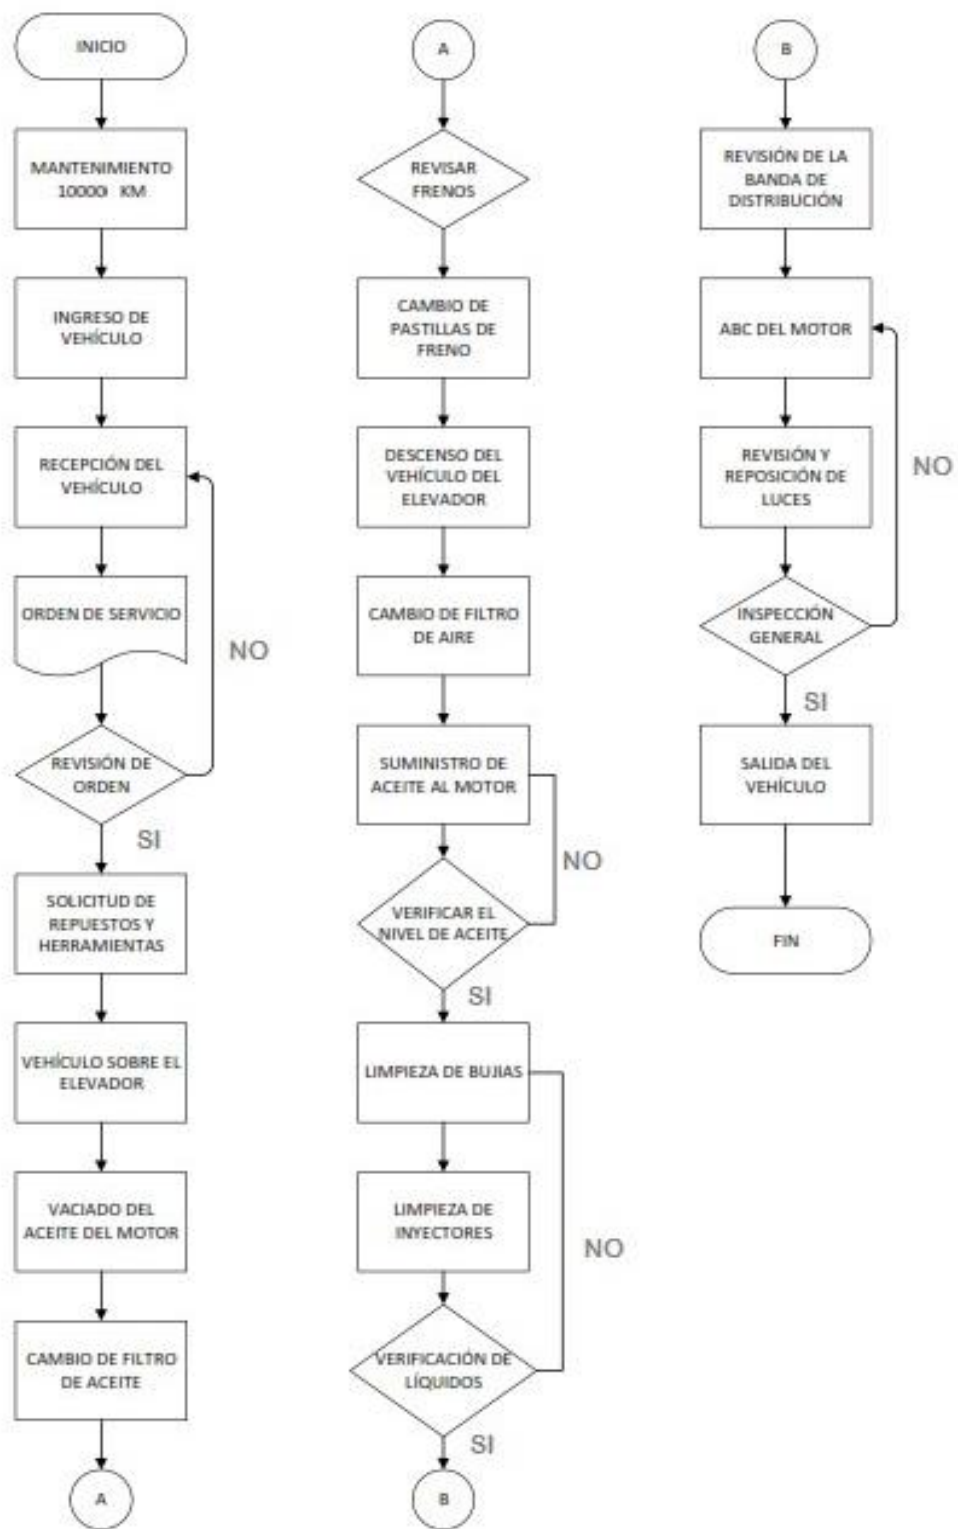 INICIO
MANTENIMIENTO
10000 KM
INGRESO DE
VEHÍCULO
RECEPCIÓN DEL
VEHÍCULO
ORDEN DE SERVICIO
NO
REVISIÓN DE
ORDEN
SI
SOLICITUD DE
REPUESTOS Y
HERRAMIENTAS
VEHÍCULO SOBRE EL
ELEVADOR
VACIADO DEL
ACEITE DEL MOTOR
CAMBIO DE FILTRO
DE ACEITE
A
A
REVISAR
FRENOS
CAMBIO DE
PASTILLAS DE
FRENO
DESCENSO DEL
VEHÍCULO DEL
ELEVADOR
CAMBIO DE FILTRO
DE AIRE
SUMINISTRO DE
ACEITE AL MOTOR
NO
VERIFICAR EL
NIVEL DE ACEITE
SI
LIMPIEZA DE BUJIAS
LIMPIEZA DE
INYECTORES
NO
VERIFICACIÓN DE
LÍQUIDOS
SI
B
B
REVISIÓN DE LA
BANDA DE
DISTRIBUCIÓN
ABC DEL MOTOR
REVISIÓN Y
REPOSICIÓN DE
LUCES
NO
INSPECCIÓN
GENERAL
SI
SALIDA DEL
VEHÍCULO
FIN